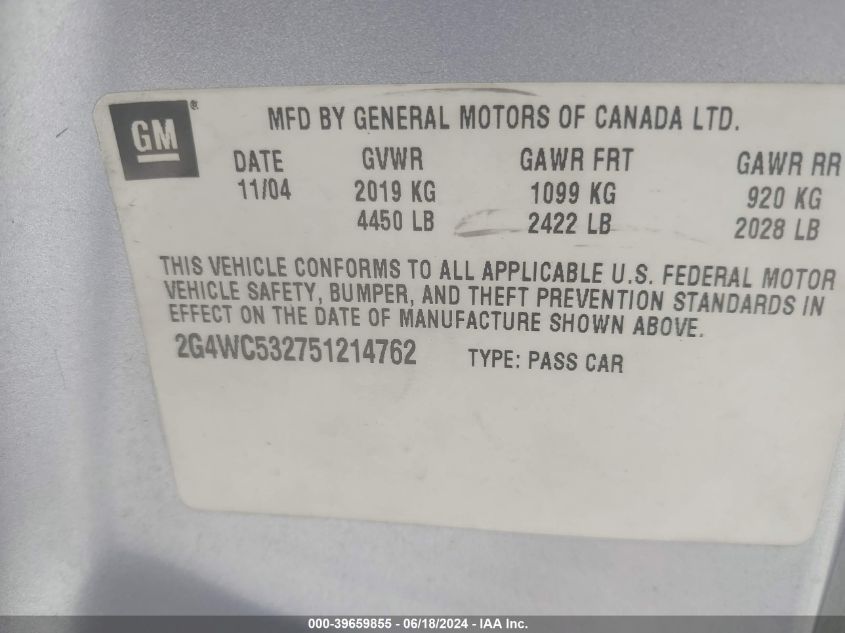 GM®
MFD BY GENERAL MOTORS OF CANADA LTD.
DATE GVWR GAWR FRT GAWR RR
11/04 2019 KG 1099 KG 920 KG
4450 LB 2422 LB 2028 LB
THIS VEHICLE CONFORMS TO ALL APPLICABLE U.S. FEDERAL MOTOR
VEHICLE SAFETY, BUMPER, AND THEFT PREVENTION STANDARDS IN
EFFECT ON THE DATE OF MANUFACTURE SHOWN ABOVE.
2G4WC532751214762 TYPE: PASS CAR
000-39659855 - 06/18/2024 - IAA Inc.